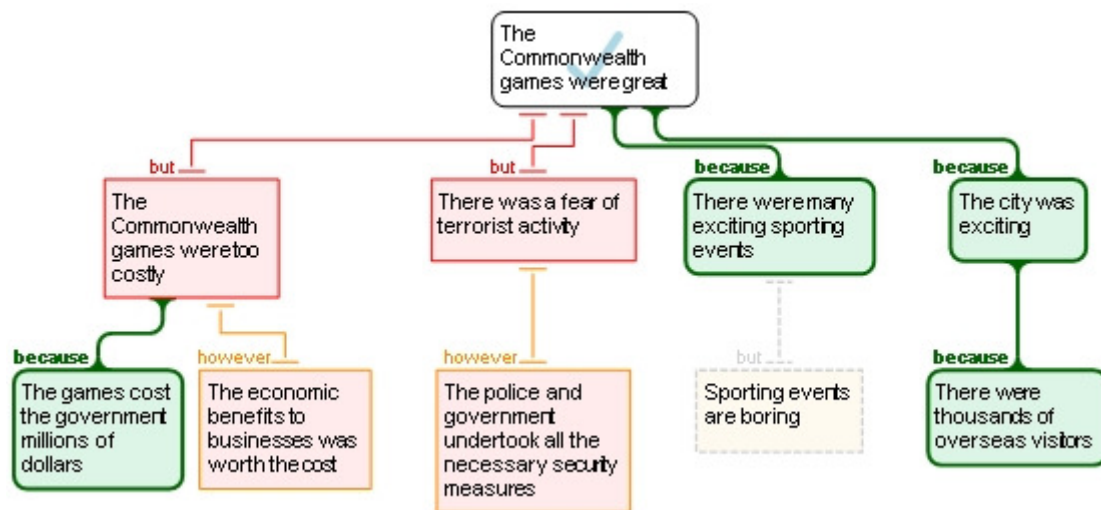 The
Commonwealth
games were great
but
The
Commonwealth
games were too
costly
but
There was a fear of
terrorist activity
because
There were many
exciting sporting
events
because
The city was
exciting
because
The games cost
the government
millions of
dollars
however
The economic
benefits to
businesses was
worth the cost
however
The police and
government
undertook all the
necessary security
measures
but
Sporting events
are boring
because
There were
thousands of
overseas visitors